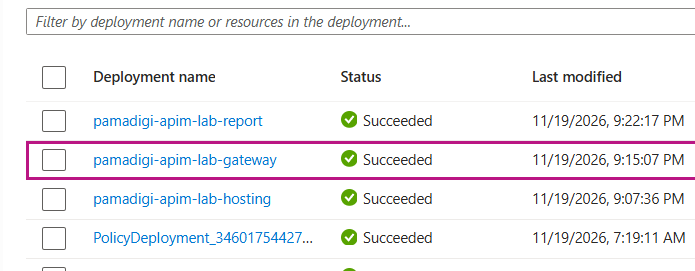 Filter by deployment name or resources in the deployment...
Deployment name Status Last modified
pamadigi-apim-lab-report Succeeded 11/19/2026, 9:22:17 PM
pamadigi-apim-lab-gateway Succeeded 11/19/2026, 9:15:07 PM
pamadigi-apim-lab-hosting Succeeded 11/19/2026, 9:07:36 PM
PolicyDeployment_34601754427... Succeeded 11/19/2026, 7:19:11 AM